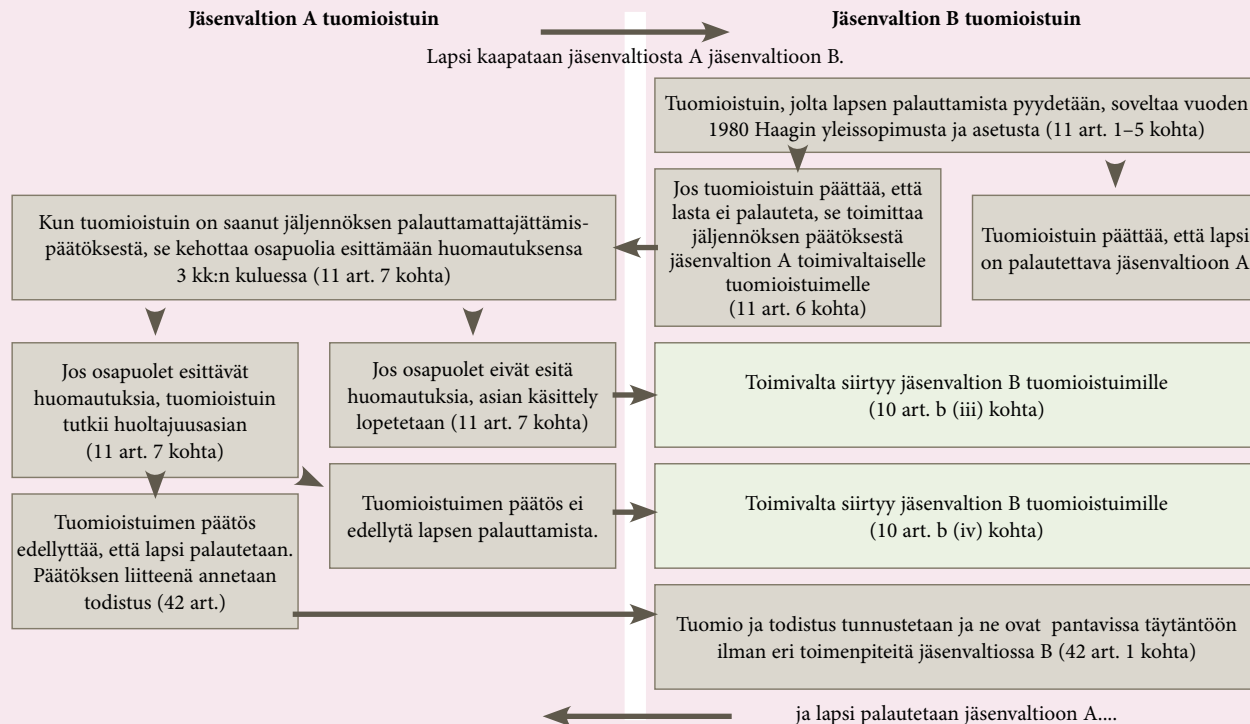 Jäsenvaltion A tuomioistuin
Jäsenvaltion B tuomioistuin
Lapsi kaapataan jäsenvaltiosta A jäsenvaltioon B.
Tuomioistuin, jolta lapsen palauttamista pyydetään, soveltaa vuoden
1980 Haagin yleissopimusta ja asetusta (11 art. 1–5 kohta)
Jos tuomioistuin päättää, että
lasta ei palauteta, se toimittaa
jäljennöksen päätöksestä
jäsenvaltion A toimivaltaiselle
tuomioistuimelle
(11 art. 6 kohta)
Tuomioistuin päättää, että lapsi
on palautettava jäsenvaltioon A
Kun tuomioistuin on saanut jäljennöksen palauttamattajättämis-
päätöksestä, se kehottaa osapuolia esittämään huomautuksensa
3 kk:n kuluessa (11 art. 7 kohta)
Jos osapuolet esittävät
huomautuksia, tuomioistuin
tutkii huoltajuusasian
(11 art. 7 kohta)
Jos osapuolet eivät esitä
huomautuksia, asian käsittely
lopetetaan (11 art. 7 kohta)
Toimivalta siirtyy jäsenvaltion B tuomioistuimille
(10 art. b (iii) kohta)
Tuomioistuimen päätös
edellyttää, että lapsi palautetaan.
Päätöksen liitteenä annetaan
todistus (42 art.)
Tuomioistuimen päätös ei
edellytä lapsen palauttamista.
Toimivalta siirtyy jäsenvaltion B tuomioistuimille
(10 art. b (iv) kohta)
Tuomio ja todistus tunnustetaan ja ne ovat pantavissa täytäntöön
ilman eri toimenpiteitä jäsenvaltiossa B (42 art. 1 kohta)
ja lapsi palautetaan jäsenvaltioon A....